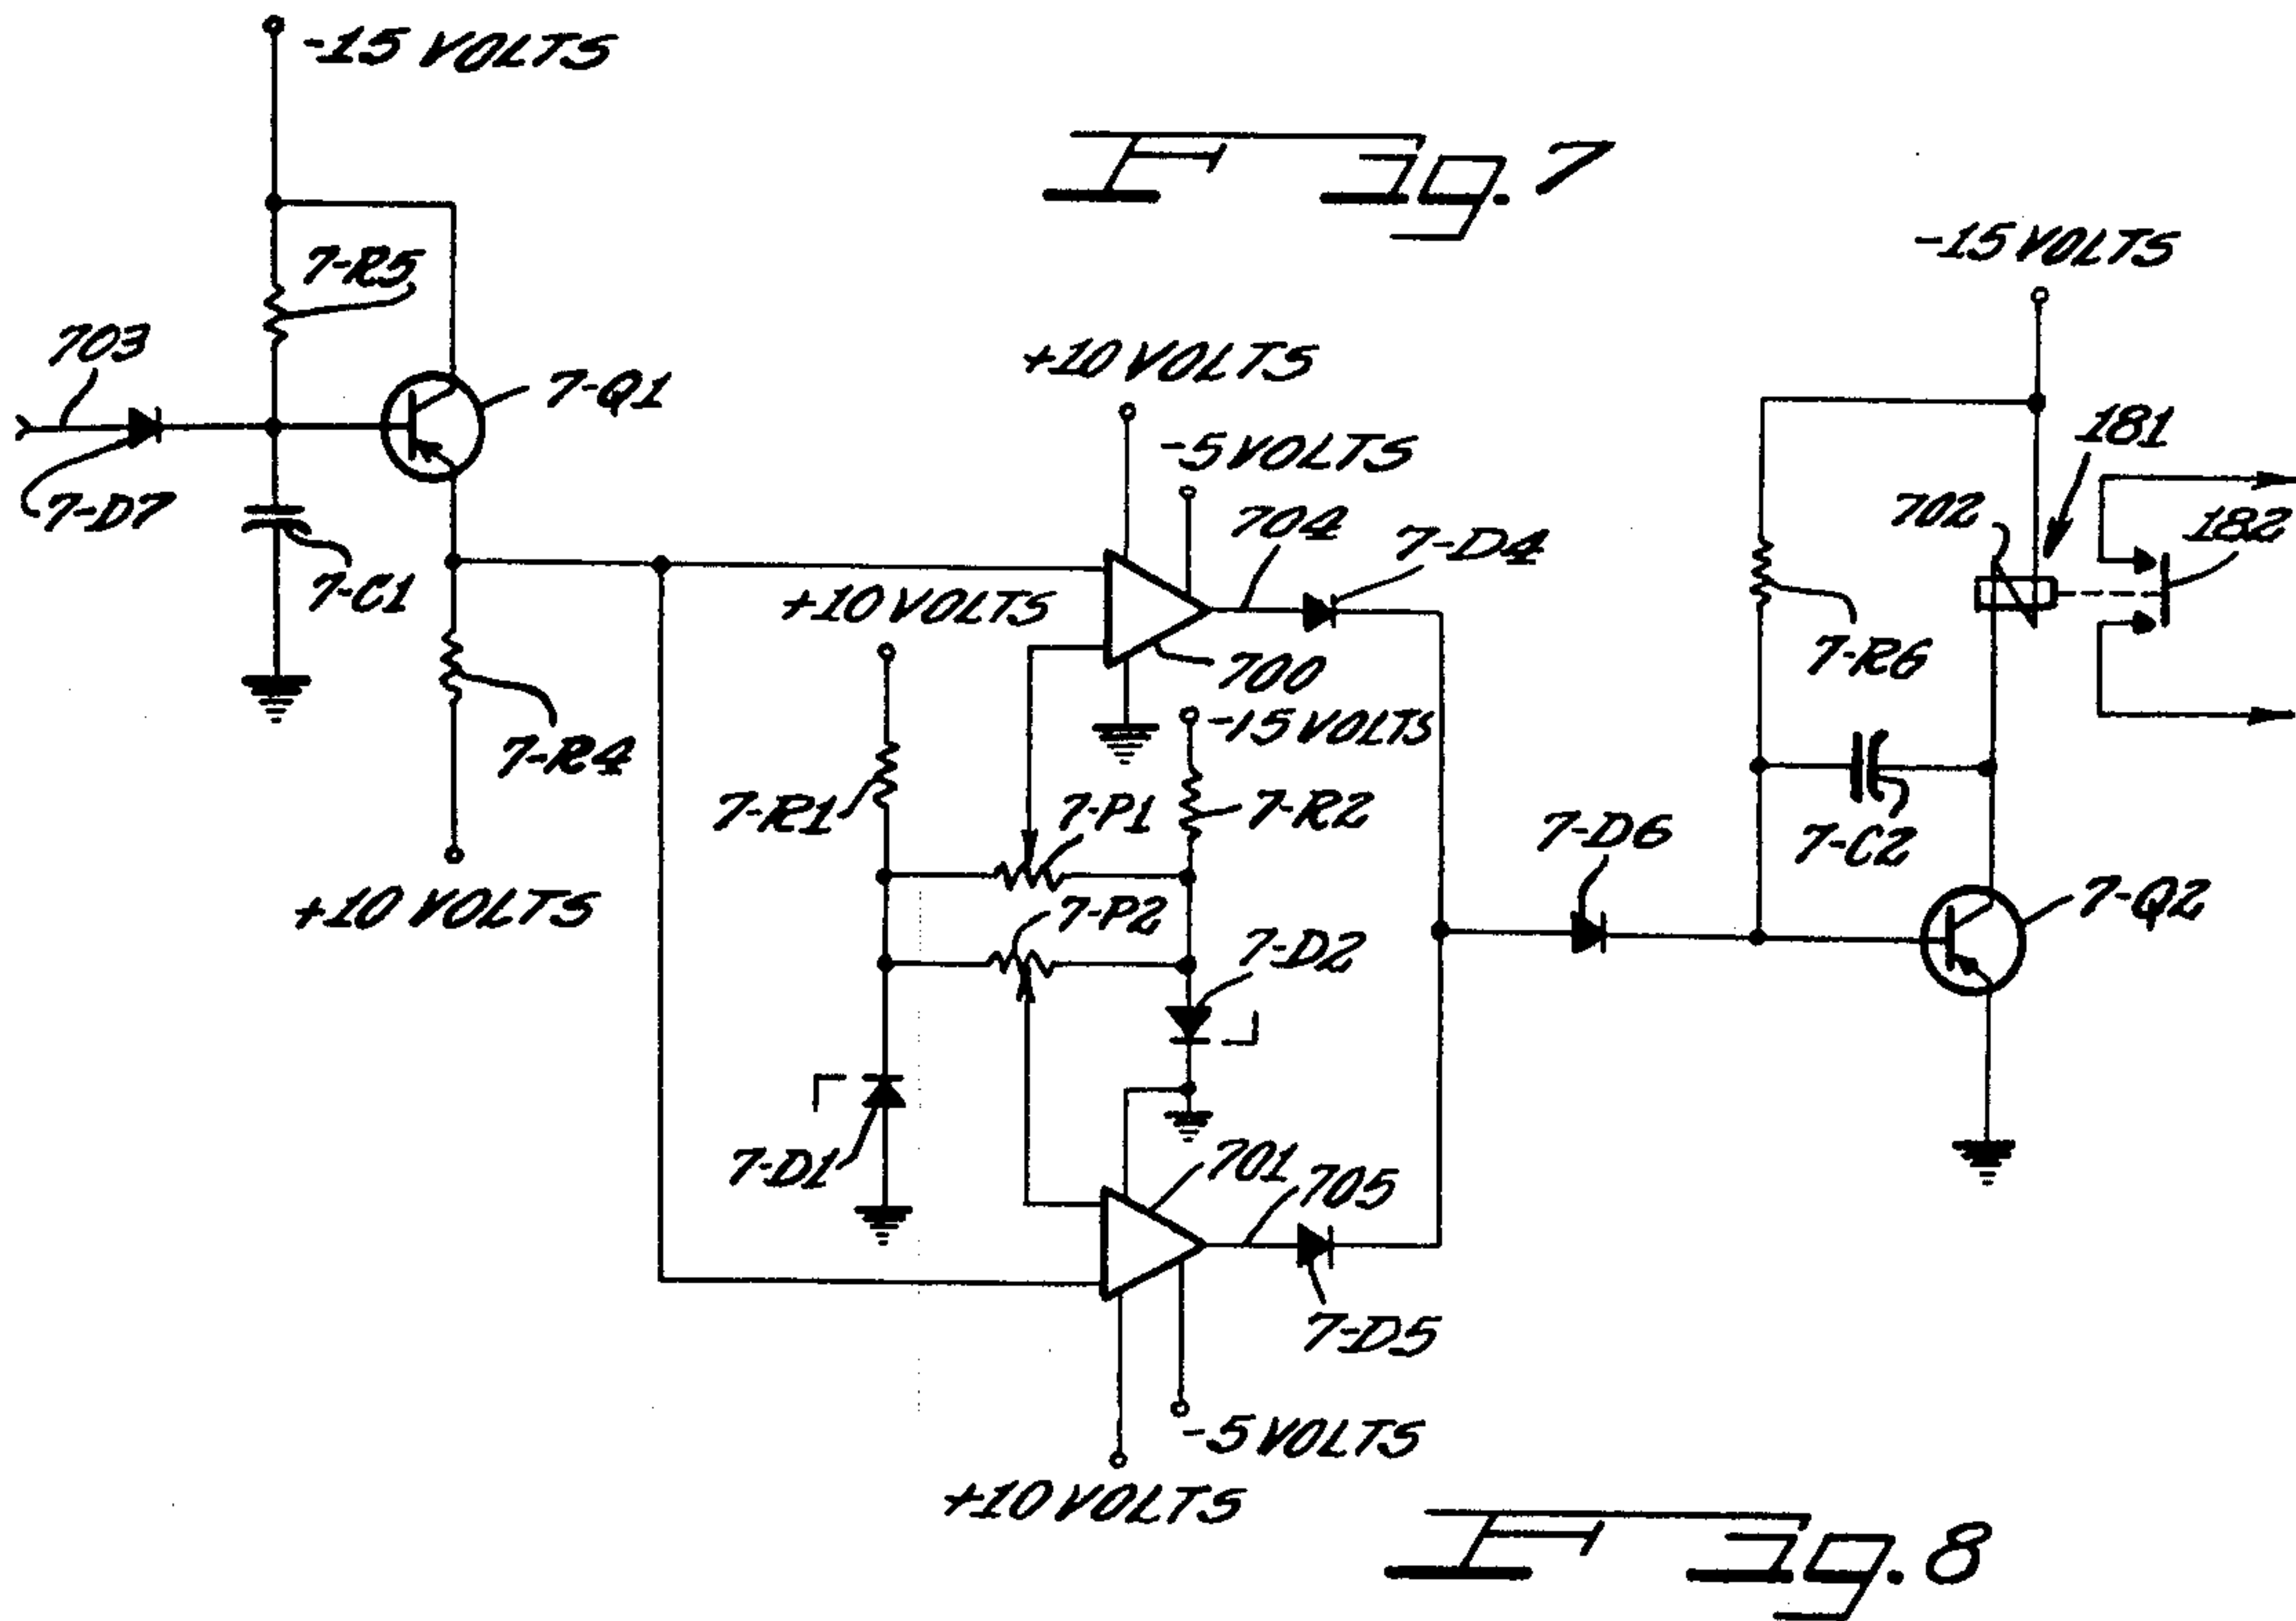 -15 VOLTS
Fig. 7
7-R5
-15 VOLTS
703
7-Q1
+10 VOLTS
-5 VOLTS
181
7-D7
702
182
704
7-D4
7-C1
+10 VOLTS
7-R6
700
7-R4
-15 VOLTS
7-R1
7-P1
7-R2
7-D6
7-C2
+10 VOLTS
7-P2
7-Q2
7-D2
7-D1
701
705
7-D5
-5 VOLTS
+10 VOLTS
Fig. 8